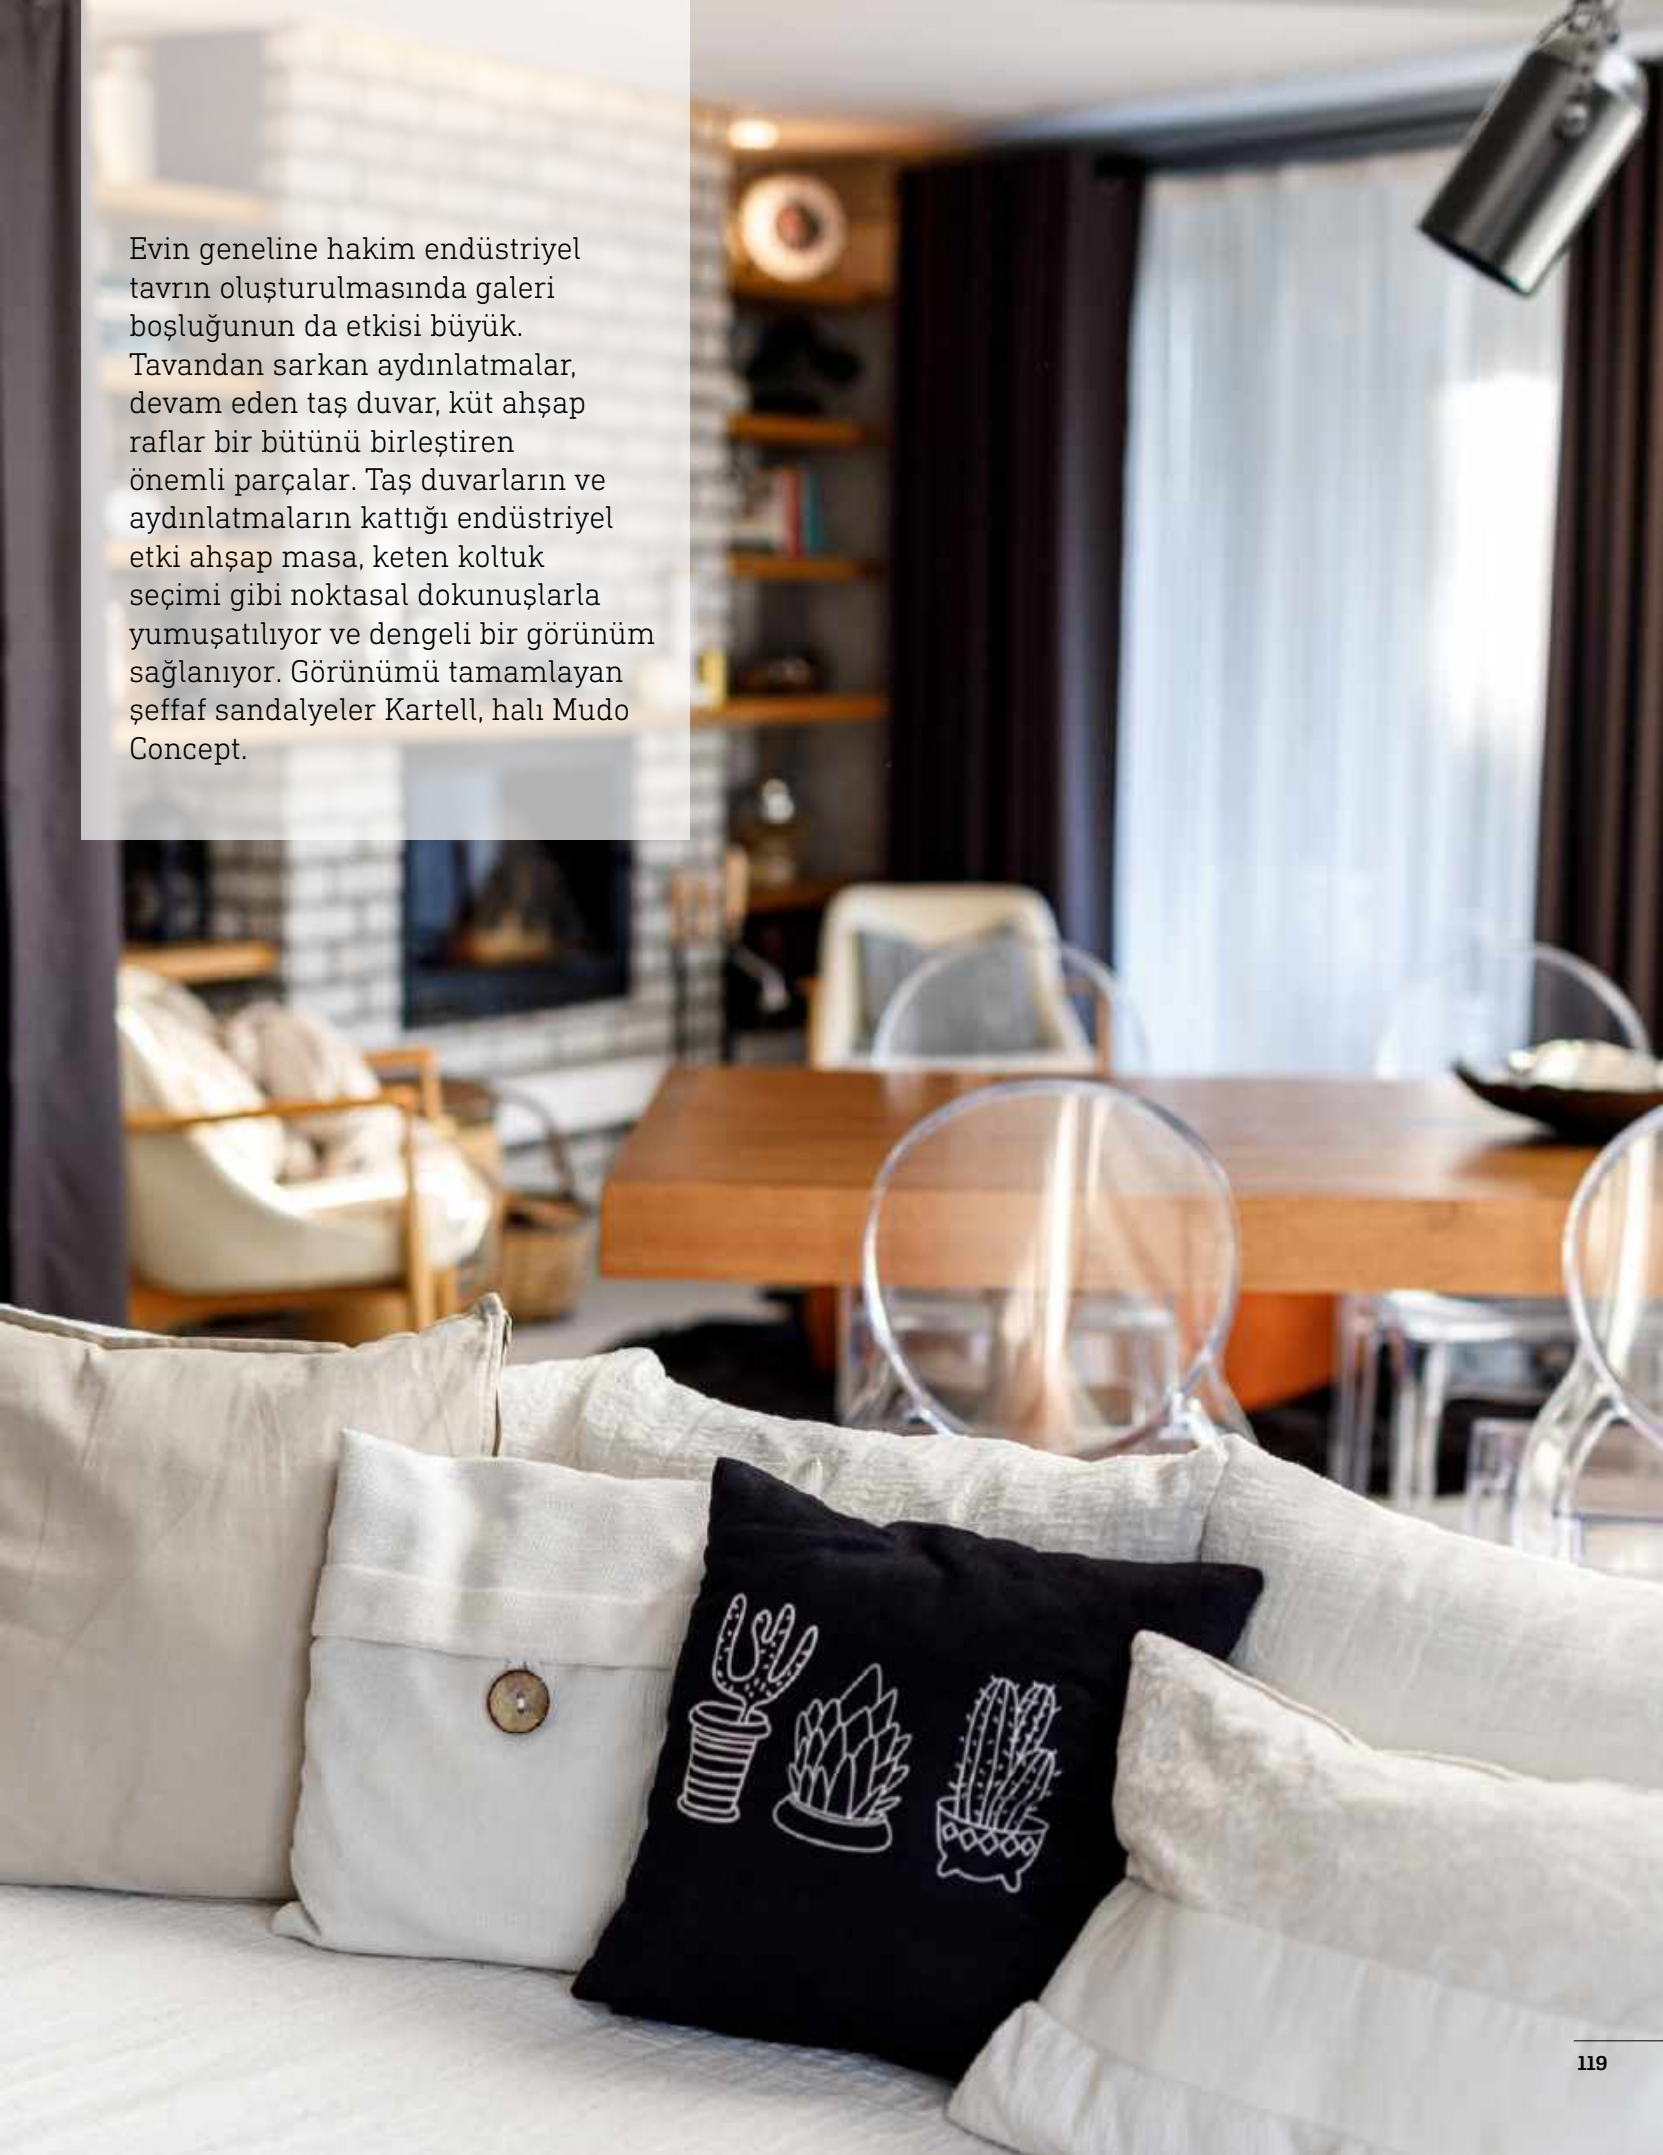 Evin geneline hakim endüstriyel
tavrın oluşturulmasında galeri
boşluğunun da etkisi büyük.
Tavandan sarkan aydınlatmalar,
devam eden taş duvar, küt ahşap
raflar bir bütünü birleştiren
önemli parçalar. Taş duvarların ve
aydınlatmaların kattığı endüstriyel
etki ahşap masa, keten koltuk
seçimi gibi noktasal dokunuşlarla
yumuşatılıyor ve dengeli bir görünüm
sağlanıyor. Görünümü tamamlayan
şeffaf sandalyeler Kartell, halı Mudo
Concept.
119